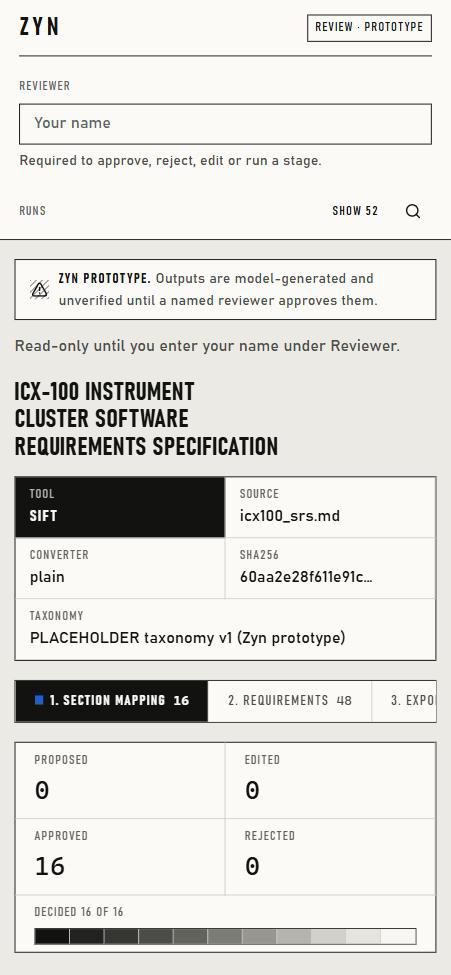 ZYN
REVIEW · PROTOTYPE
REVIEWER
Your name
Required to approve, reject, edit or run a stage.
RUNS
SHOW 52
ZYN PROTOTYPE. Outputs are model-generated and
unverified until a named reviewer approves them.
Read-only until you enter your name under Reviewer.
ICX-100 INSTRUMENT
CLUSTER SOFTWARE
REQUIREMENTS SPECIFICATION
TOOL
SIFT
SOURCE
icx100_srs.md
CONVERTER
plain
SHA256
60aa2e28f611e91c…
TAXONOMY
PLACEHOLDER taxonomy v1 (Zyn prototype)
1. SECTION MAPPING 16
2. REQUIREMENTS 48
3. EXPO
PROPOSED
0
EDITED
0
APPROVED
16
REJECTED
0
DECIDED 16 OF 16